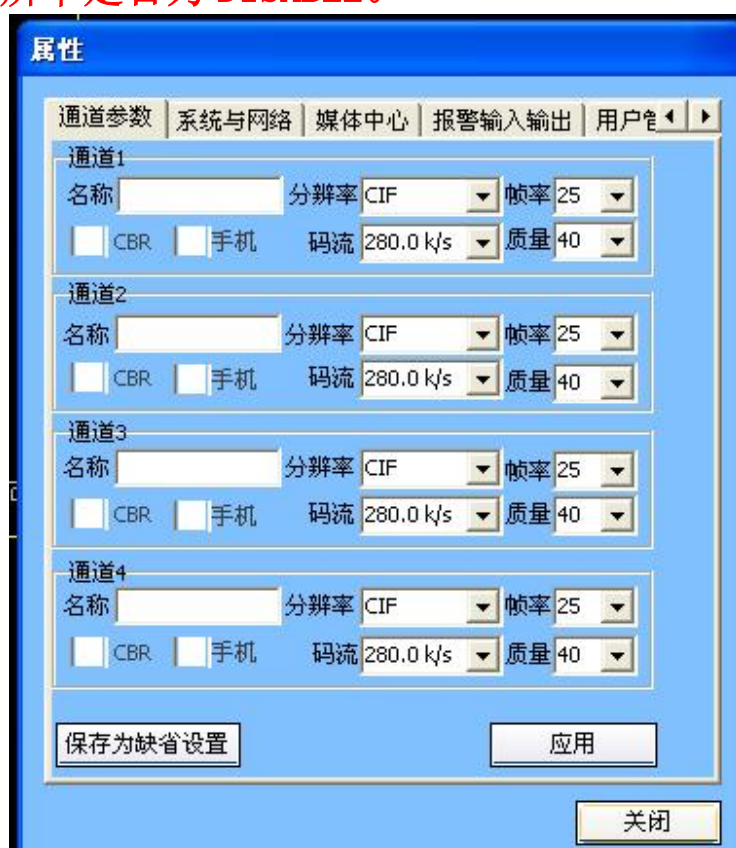 属性
通道参数 系统与网络 媒体中心 报警输入输出 用户管
通道1
名称 分辨率 CIF 帧率 25
CBR 手机 码流 280.0 k/s 质量 40
通道2
名称 分辨率 CIF 帧率 25
CBR 手机 码流 280.0 k/s 质量 40
通道3
名称 分辨率 CIF 帧率 25
CBR 手机 码流 280.0 k/s 质量 40
通道4
名称 分辨率 CIF 帧率 25
CBR 手机 码流 280.0 k/s 质量 40
保存为缺省设置 应用
关闭